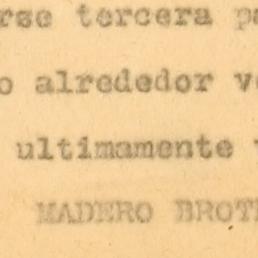 rse tercera p
o alrededor v
ultimamente v
MADERO BROT